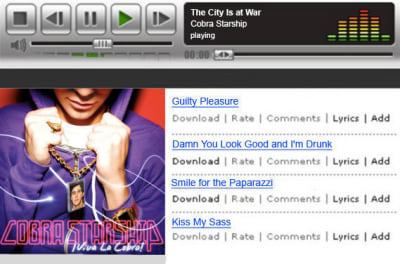 The City Is at War
Cobra Starship
playing
00:00
Guilty Pleasure
Download | Rate | Comments | Lyrics | Add
Damn You Look Good and I'm Drunk
Download | Rate | Comments | Lyrics | Add
Smile for the Paparazzi
Download | Rate | Comments | Lyrics | Add
Kiss My Sass
Download | Rate | Comments | Lyrics | Add
COBRA STARSHIP
¡Viva La Cobra!